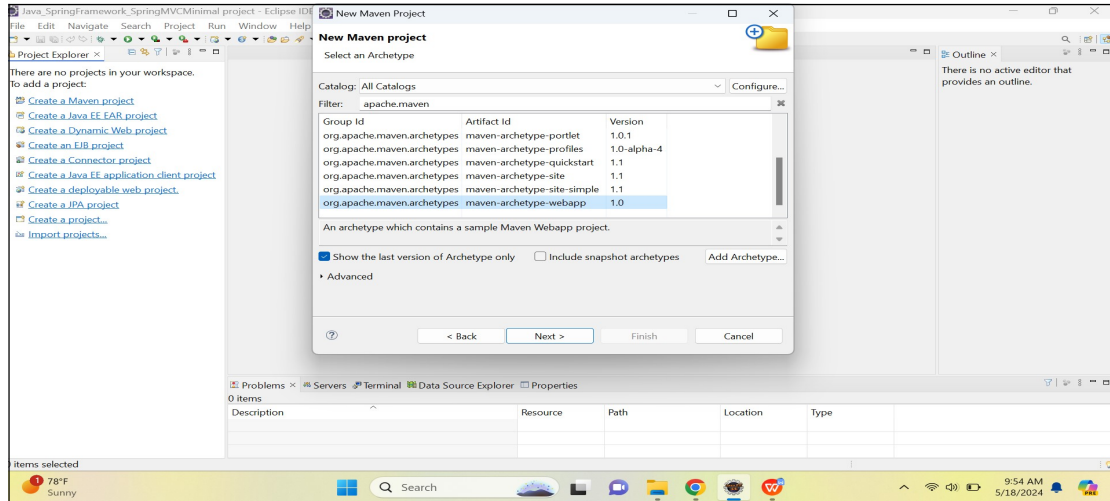 Java_SpringFramework_SpringMVCMinimal project - Eclipse IDE
File Edit Navigate Search Project Run Window Help
Project Explorer
There are no projects in your workspace.
To add a project:
Create a Maven project
Create a Java EE EAR project
Create a Dynamic Web project
Create an EJB project
Create a Connector project
Create a Java EE application client project
Create a deployable web project.
Create a JPA project
Create a project...
Import projects...
New Maven Project
New Maven project
Select an Archetype
Catalog: All Catalogs Configure...
Filter: apache.maven
Group Id Artifact Id Version
org.apache.maven.archetypes maven-archetype-portlet 1.0.1
org.apache.maven.archetypes maven-archetype-profiles 1.0-alpha-4
org.apache.maven.archetypes maven-archetype-quickstart 1.1
org.apache.maven.archetypes maven-archetype-site 1.1
org.apache.maven.archetypes maven-archetype-site-simple 1.1
org.apache.maven.archetypes maven-archetype-webapp 1.0
An archetype which contains a sample Maven Webapp project.
Show the last version of Archetype only Include snapshot archetypes Add Archetype...
Advanced
< Back Next > Finish Cancel
Outline
There is no active editor that
provides an outline.
Problems Servers Terminal Data Source Explorer Properties
0 items
Description Resource Path Location Type
items selected
1 78°F
Sunny
Search
9:54 AM
5/18/2024
PRE